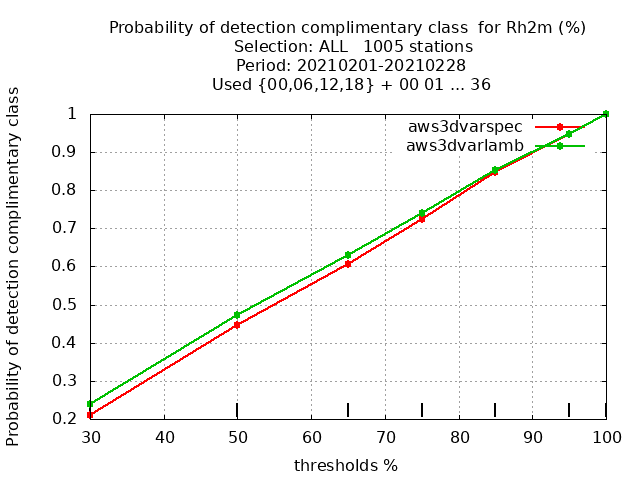 Probability of detection complimentary class  for Rh2m (%)
Selection: ALL   1005 stations
Period: 20210201-20210228
Used {00,06,12,18} + 00 01 ... 36
Probability of detection complimentary class
1
0.9
0.8
0.7
0.6
0.5
0.4
0.3
0.2
aws3dvarspec
aws3dvarlamb
30 40 50 60 70 80 90 100
thresholds %